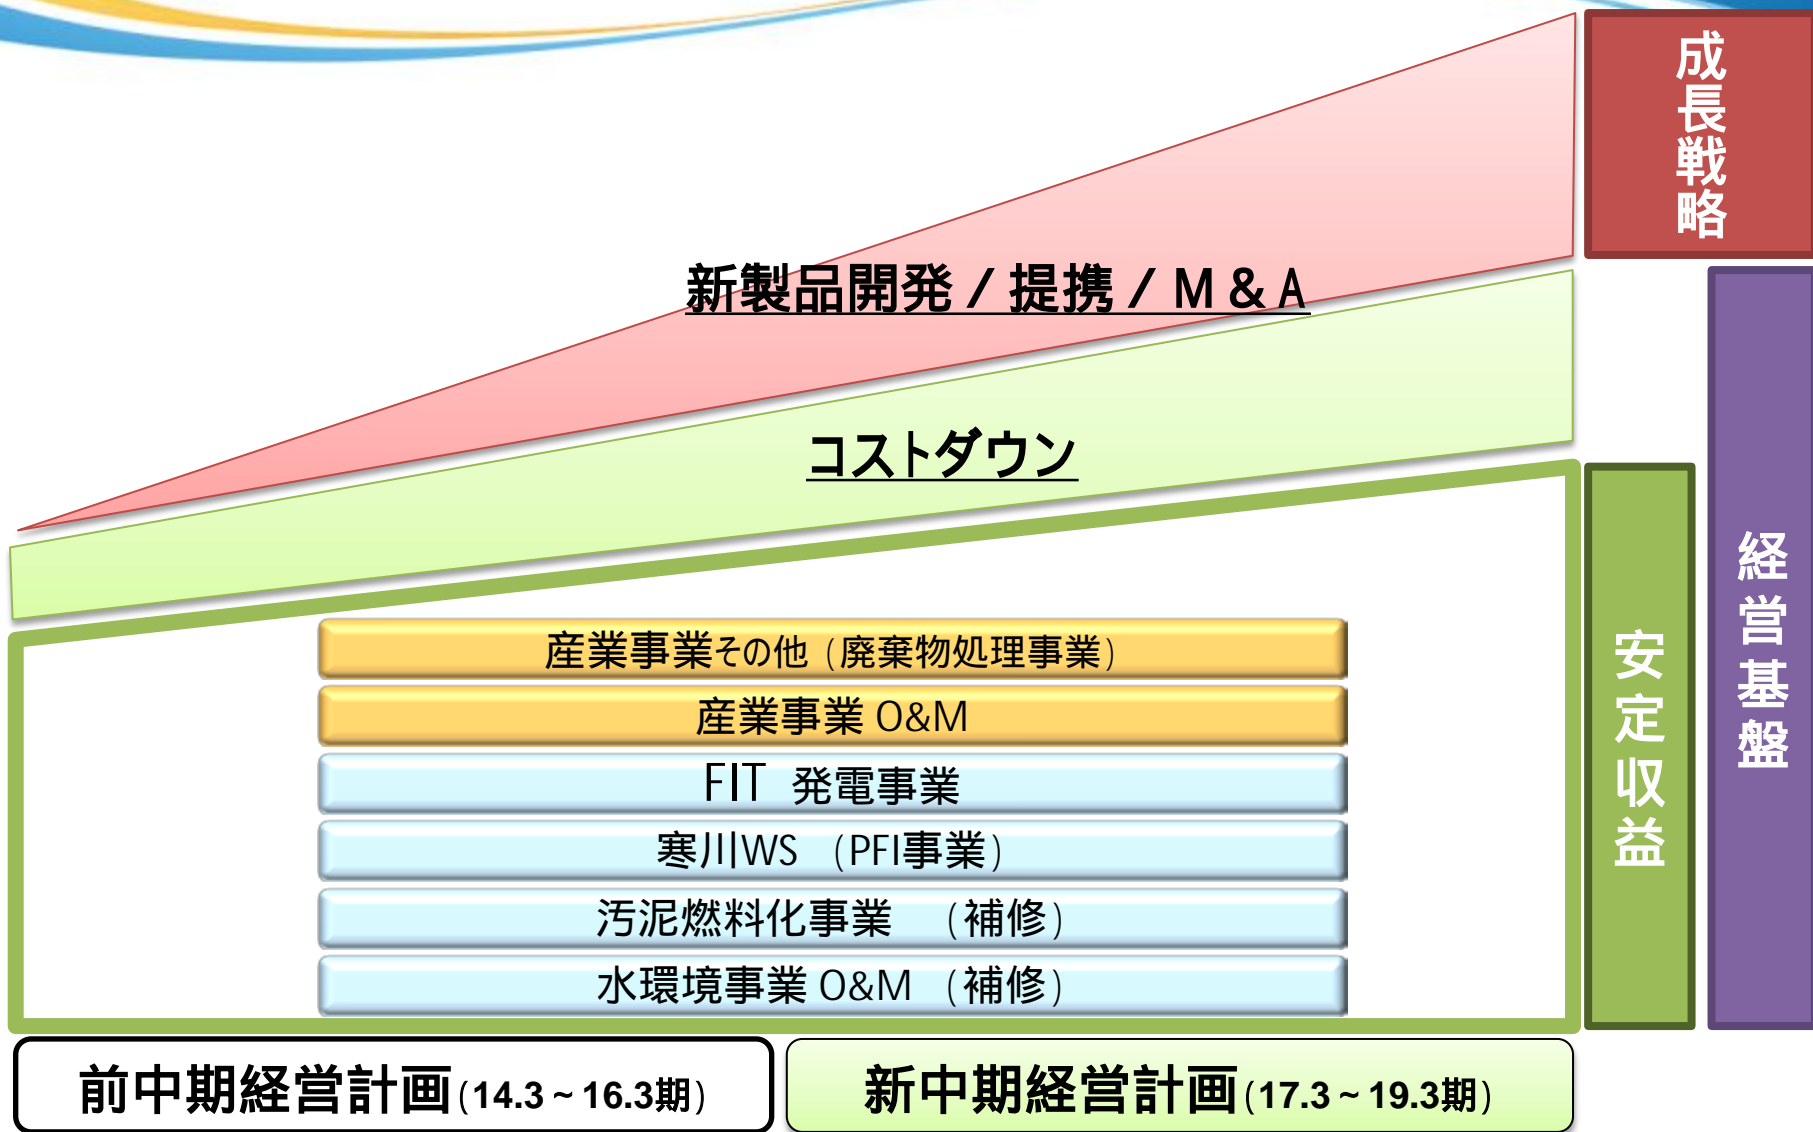 成長戦略
新製品開発/提携/M&A
コストダウン
経営基盤
安定収益
産業事業その他(廃棄物処理事業)
産業事業 O&M
FIT 発電事業
寒川WS (PFI事業)
汚泥燃料化事業 (補修)
水環境事業 O&M (補修)
前中期経営計画(14.3~16.3期)
新中期経営計画(17.3~19.3期)